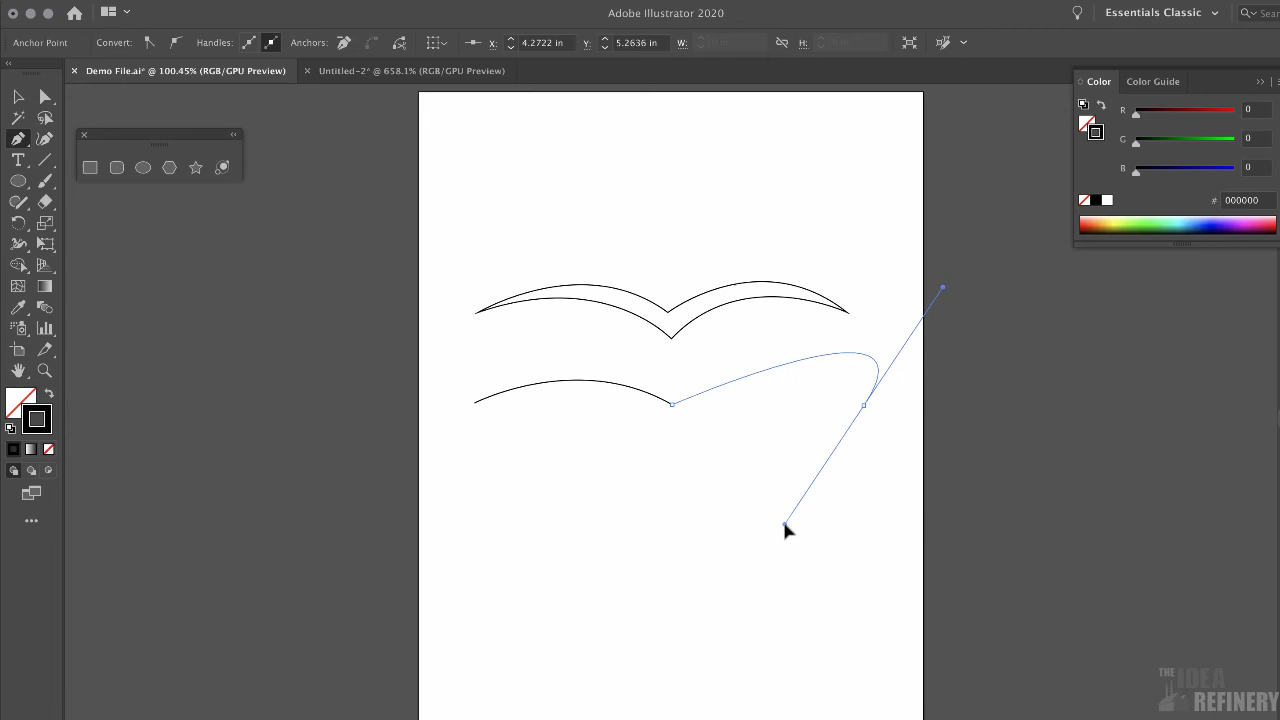 Adobe Illustrator 2020
Essentials Classic
Sear
Anchor Point
Convert:
Handles:
Anchors:
X: 4.2722 in
Y: 5.2636 in
W:
H:
Demo File.ai* @ 100.45% (RGB/GPU Preview)
Untitled-2* @ 658.1% (RGB/GPU Preview)
Color
Color Guide
R 0
G 0
B 0
# 000000
T
THE IDEA
REFINERY